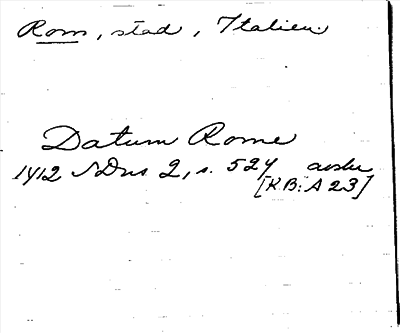 Rom, stad, Italien.
Datum Rome
1412 SDns 2, s. 524 avskr
[KB: A 23]